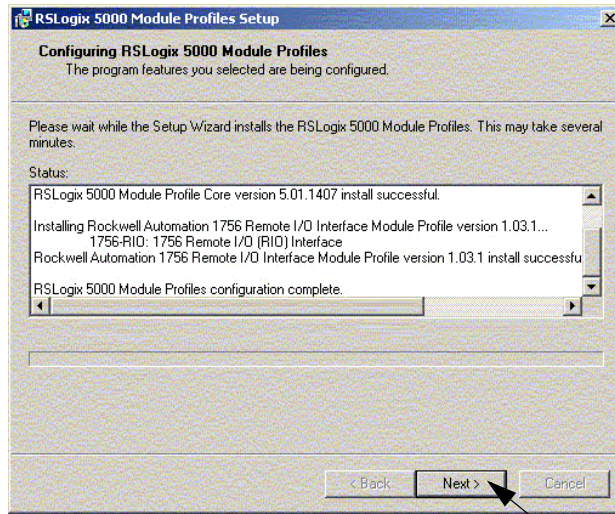 RSLogix 5000 Module Profiles Setup
Configuring RSLogix 5000 Module Profiles
The program features you selected are being configured.
Please wait while the Setup Wizard installs the RSLogix 5000 Module Profiles. This may take several
minutes.
Status:
RSLogix 5000 Module Profile Core version 5.01.1407 install successful.
Installing Rockwell Automation 1756 Remote I/O Interface Module Profile version 1.03.1...
1756-RIO: 1756 Remote I/O (RIO) Interface
Rockwell Automation 1756 Remote I/O Interface Module Profile version 1.03.1 install successfu
RSLogix 5000 Module Profiles configuration complete.
< Back Next > Cancel